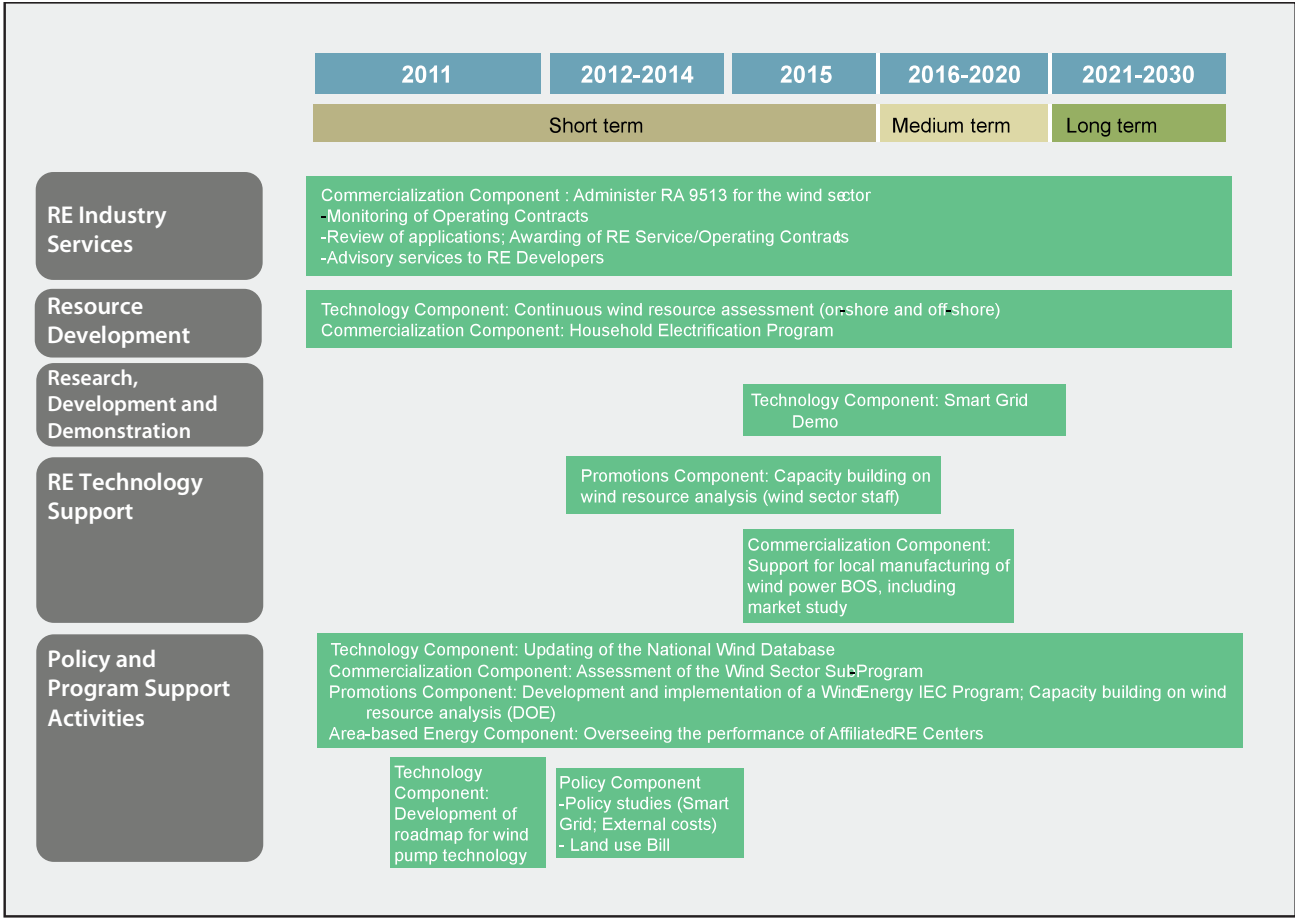 2011
2012-2014
2015
2016-2020
2021-2030
Short term
Medium term
Long term
RE Industry
Services
Commercialization Component : Administer RA 9513 for the wind sector
-Monitoring of Operating Contracts
-Review of applications; Awarding of RE Service/Operating Contracts
-Advisory services to RE Developers
Resource
Development
Technology Component: Continuous wind resource assessment (on-shore and off-shore)
Commercialization Component: Household Electrification Program
Research,
Development and
Demonstration
Technology Component: Smart Grid
Demo
RE Technology
Support
Promotions Component: Capacity building on
wind resource analysis (wind sector staff)
Commercialization Component:
Support for local manufacturing of
wind power BOS, including
market study
Policy and
Program Support
Activities
Technology Component: Updating of the National Wind Database
Commercialization Component: Assessment of the Wind Sector Sub-Program
Promotions Component: Development and implementation of a WindEnergy IEC Program; Capacity building on wind
resource analysis (DOE)
Area-based Energy Component: Overseeing the performance of AffiliatedRE Centers
Technology
Component:
Development of
roadmap for wind
pump technology
Policy Component
-Policy studies (Smart
Grid; External costs)
- Land use Bill